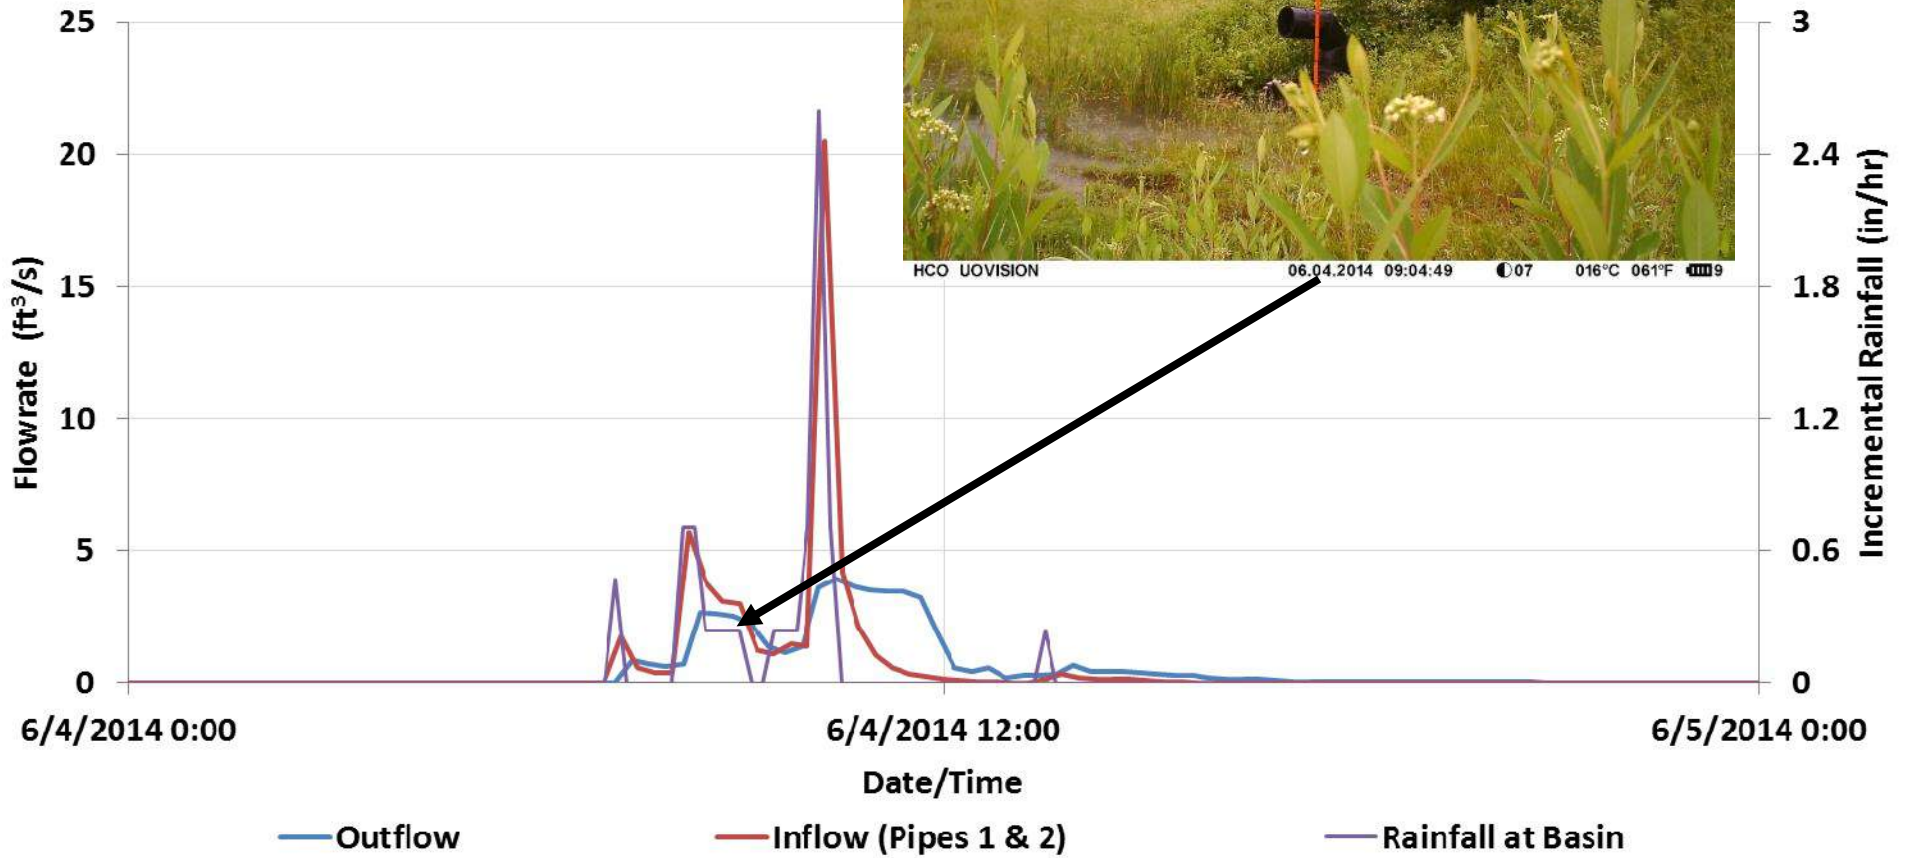 25
20
15
10
5
0
Flowrate (ft³/s)
3
2.4
1.8
1.2
0.6
0
Incremental Rainfall (in/hr)
HCO UOVISION 06.04.2014 09:04:49 07 016°C 061°F 9
6/4/2014 0:00 6/4/2014 12:00 6/5/2014 0:00
Date/Time
Outflow Inflow (Pipes 1 & 2) Rainfall at Basin